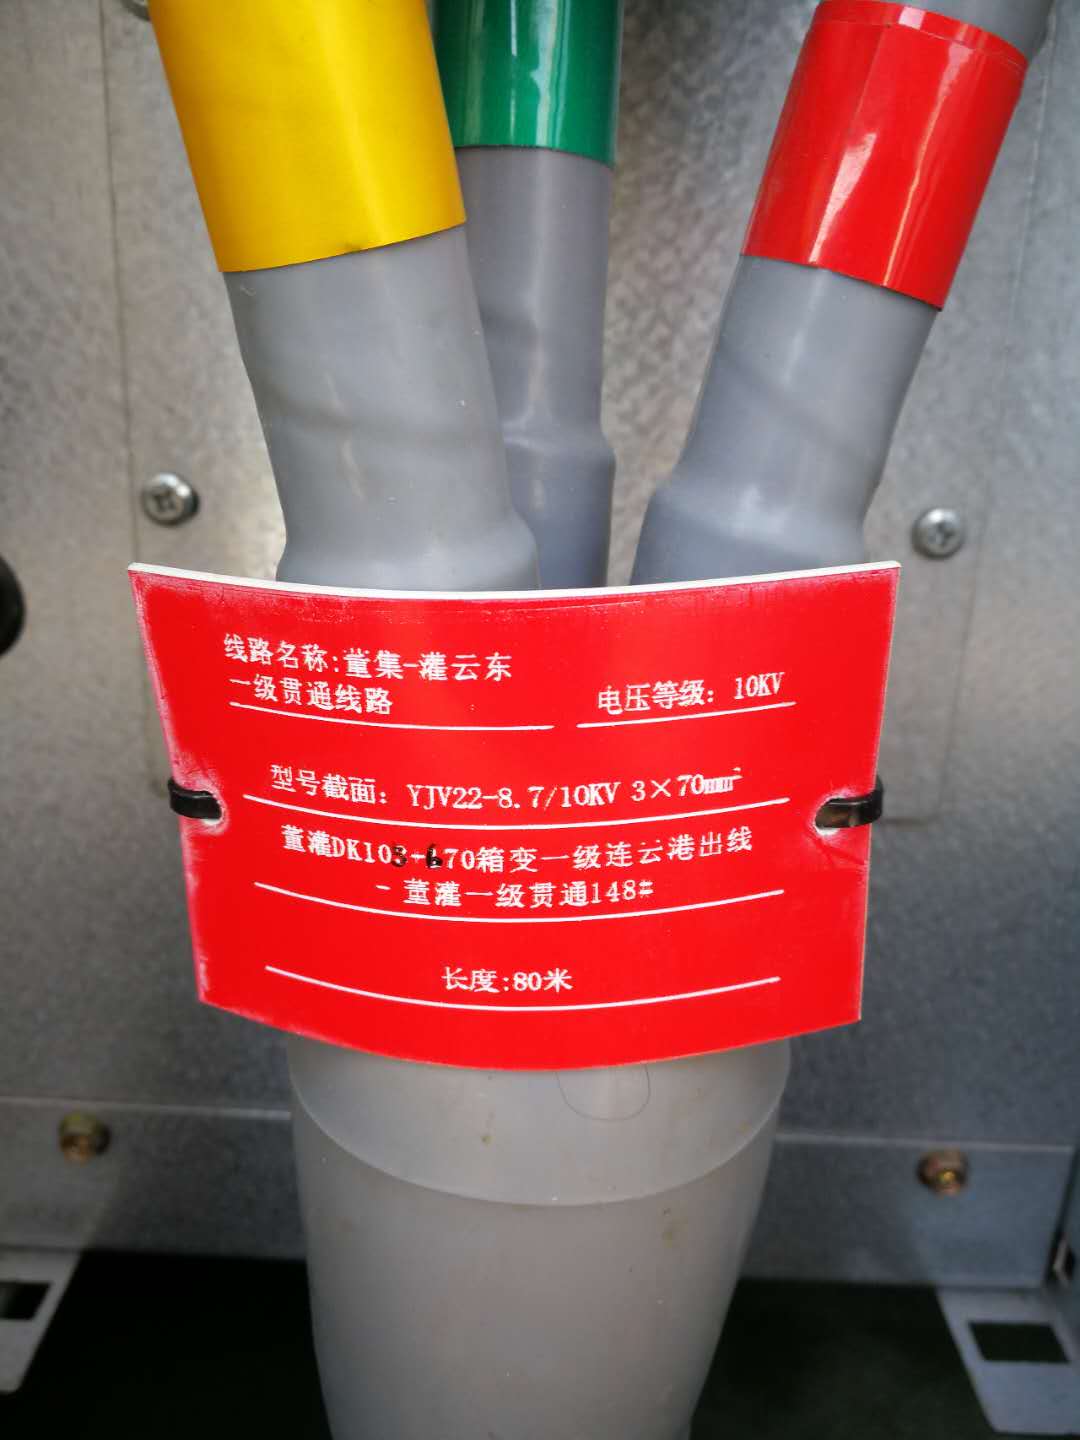 线路名称:董集-灌云东
一级贯通线路
电压等级：10KV
型号截面：YJV22-8.7/10KV 3×70mm²
董灌DK103+670箱变一级连云港出线
- 董灌一级贯通148#
长度:80米